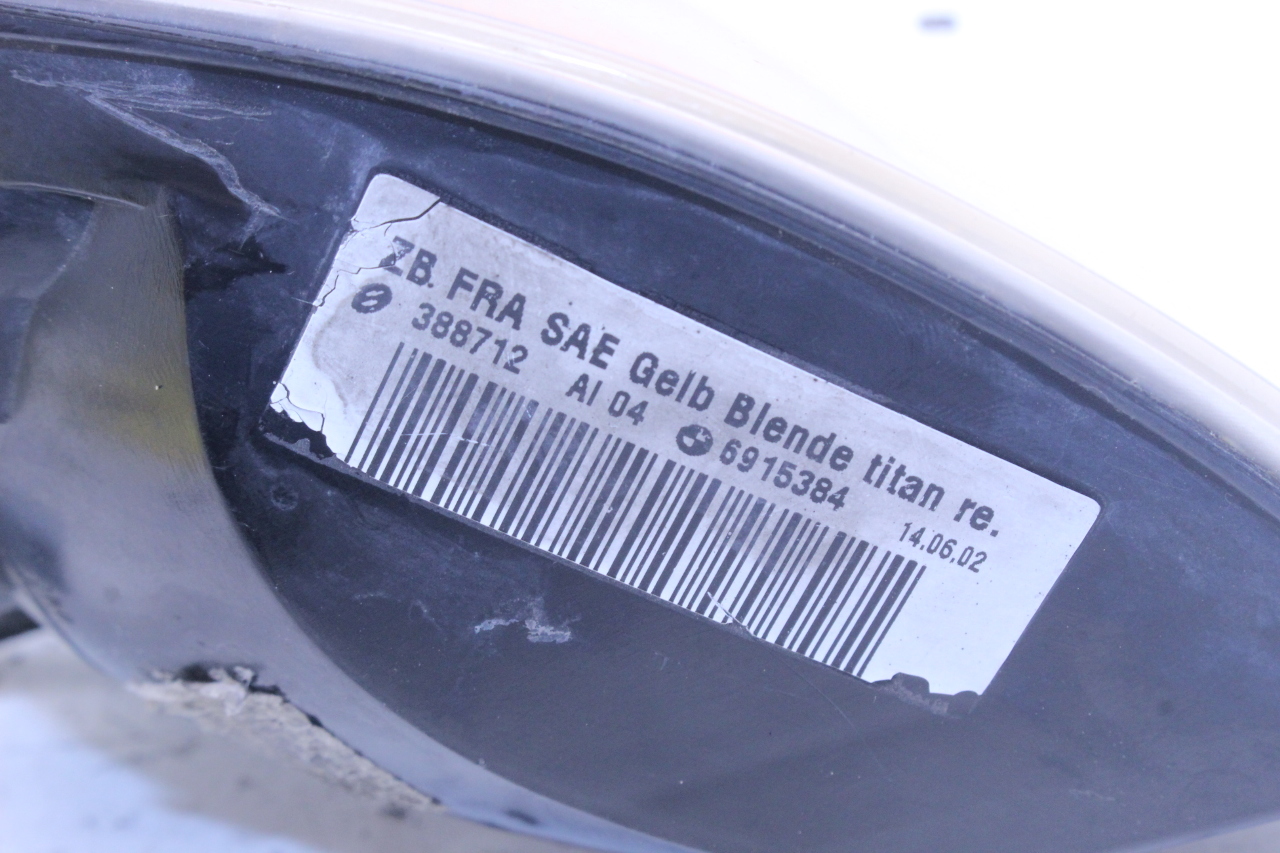 ZB. FRA SAE Gelb Blende titan re.
388712 AI 04 6915384 14.06.02